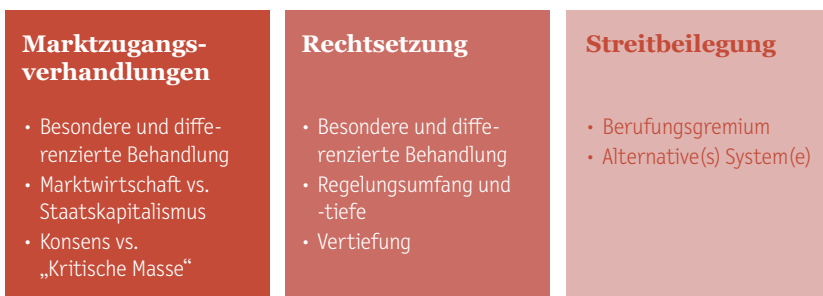 Marktzugangs-
verhandlungen
• Besondere und diffe-
renzierte Behandlung
• Marktwirtschaft vs.
Staatskapitalismus
• Konsens vs.
„Kritische Masse“
Rechtsetzung
• Besondere und diffe-
renzierte Behandlung
• Regelungsumfang und
-tiefe
• Vertiefung
Streitbeilegung
• Berufungsgremium
• Alternative(s) System(e)